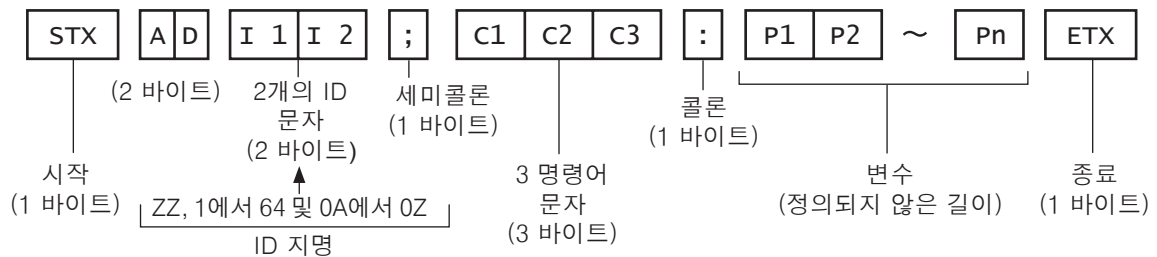 STX A D I 1 I 2 ; C1 C2 C3 : P1 P2 ~ Pn ETX
(2 바이트)
2개의 ID
문자
(2 바이트)
세미콜론
(1 바이트)
콜론
(1 바이트)
시작
(1 바이트)
ZZ, 1에서 64 및 0A에서 0Z
ID 지명
3 명령어
문자
(3 바이트)
변수
(정의되지 않은 길이)
종료
(1 바이트)